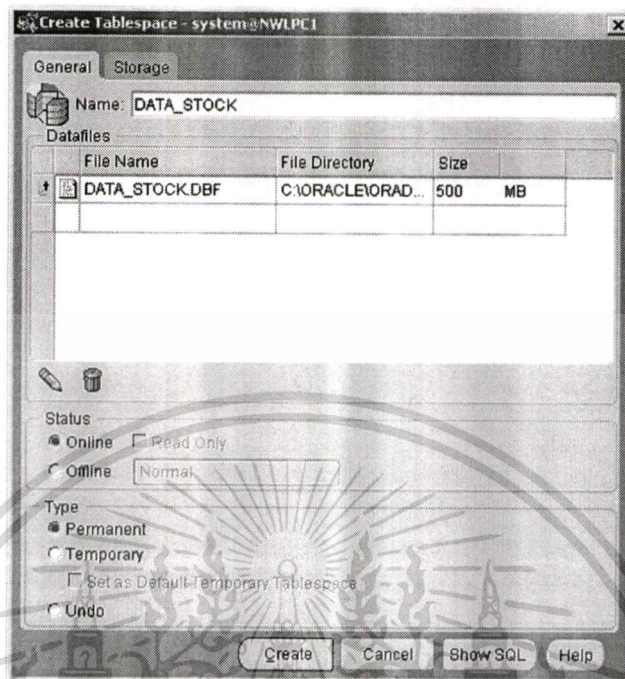 Create Tablespace - system@NWLPC1
General Storage
Name: DATA_STOCK
Datafiles
File Name File Directory Size
DATA_STOCK.DBF C:\ORACLE\ORAD... 500 MB
Status
Online Read Only
Offline Normal
Type
Permanent
Temporary
Set as Default Temporary Tablespace
Undo
Create Cancel Show SQL Help